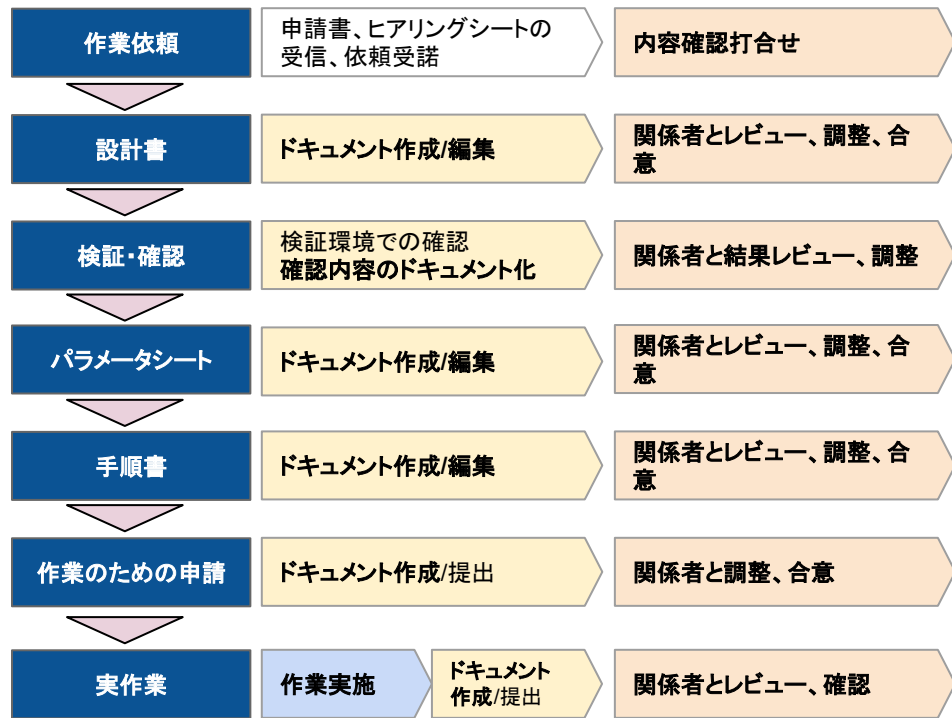 作業依頼
申請書、ヒアリングシートの
受信、依頼受諾
内容確認打合せ
設計書
ドキュメント作成/編集
関係者とレビュー、調整、合
意
検証・確認
検証環境での確認
確認内容のドキュメント化
関係者と結果レビュー、調整
パラメータシート
ドキュメント作成/編集
関係者とレビュー、調整、合
意
手順書
ドキュメント作成/編集
関係者とレビュー、調整、合
意
作業のための申請
ドキュメント作成/提出
関係者と調整、合意
実作業
作業実施
ドキュメント
作成/提出
関係者とレビュー、確認